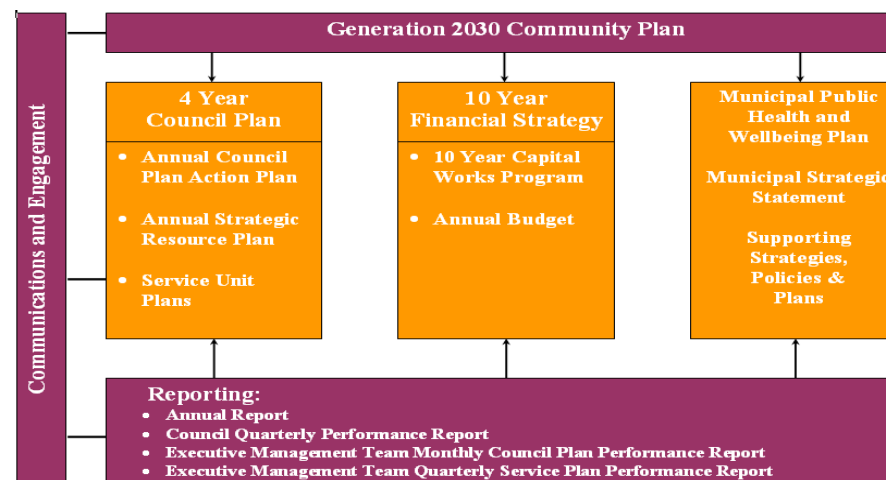 Communications and Engagement
Generation 2030 Community Plan
4 Year
Council Plan
• Annual Council
Plan Action Plan
• Annual Strategic
Resource Plan
• Service Unit
Plans
10 Year
Financial Strategy
• 10 Year Capital
Works Program
• Annual Budget
Municipal Public
Health and
Wellbeing Plan
Municipal Strategic
Statement
Supporting
Strategies,
Policies &
Plans
Reporting:
• Annual Report
• Council Quarterly Performance Report
• Executive Management Team Monthly Council Plan Performance Report
• Executive Management Team Quarterly Service Plan Performance Report